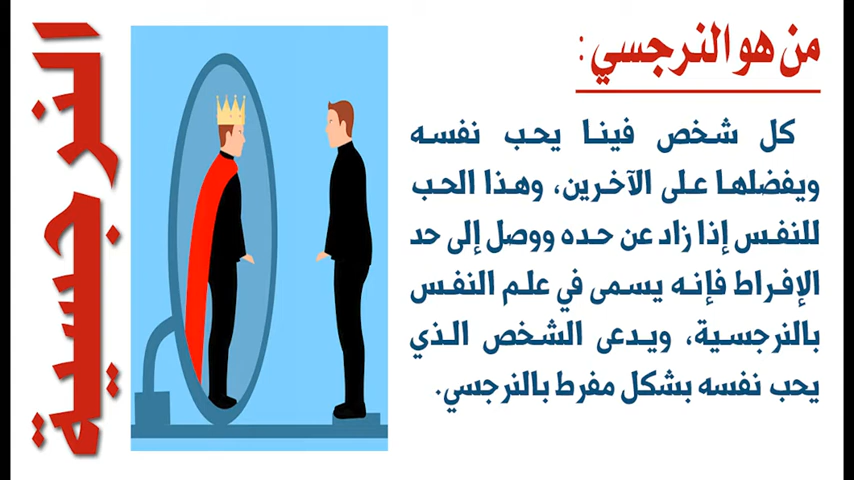 من هو النرجسي :
كل شخص فينا يحب نفسه
ويفضلها على الآخرين، وهذا الحب
للنفس إذا زاد عن حده ووصل إلى حد
الإفراط فإنه يسمى في علم النفس
بالنرجسية، ويدعى الشخص الذي
يحب نفسه بشكل مفرط بالنرجسي.
النرجسية